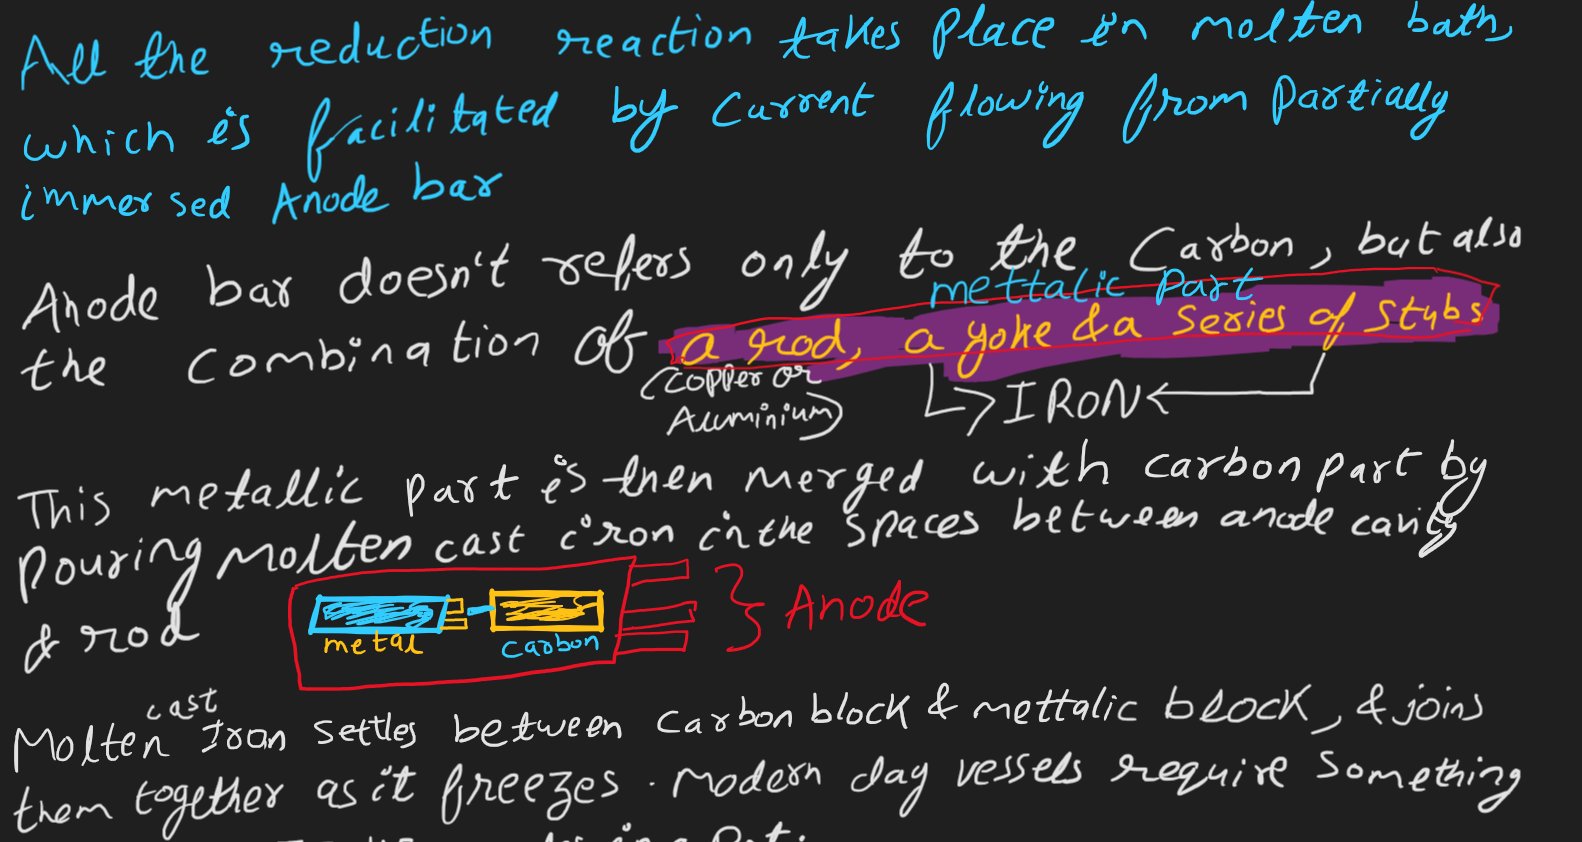 All the reduction reaction takes place in molten bath,
which is facilitated by current flowing from partially
immersed Anode bar
Anode bar doesn't refers only to the Carbon, but also
mettalic part
the combination of a rod, a yoke & a series of stubs
(copper or
Aluminium)
IRON
This metallic part is then merged with carbon part by
pouring molten cast iron in the spaces between anode cavity
& rod
metal
carbon
Anode
cast
Molten Iron settles between carbon block & mettalic block, & joins
them together as it freezes. Modern day vessels require something